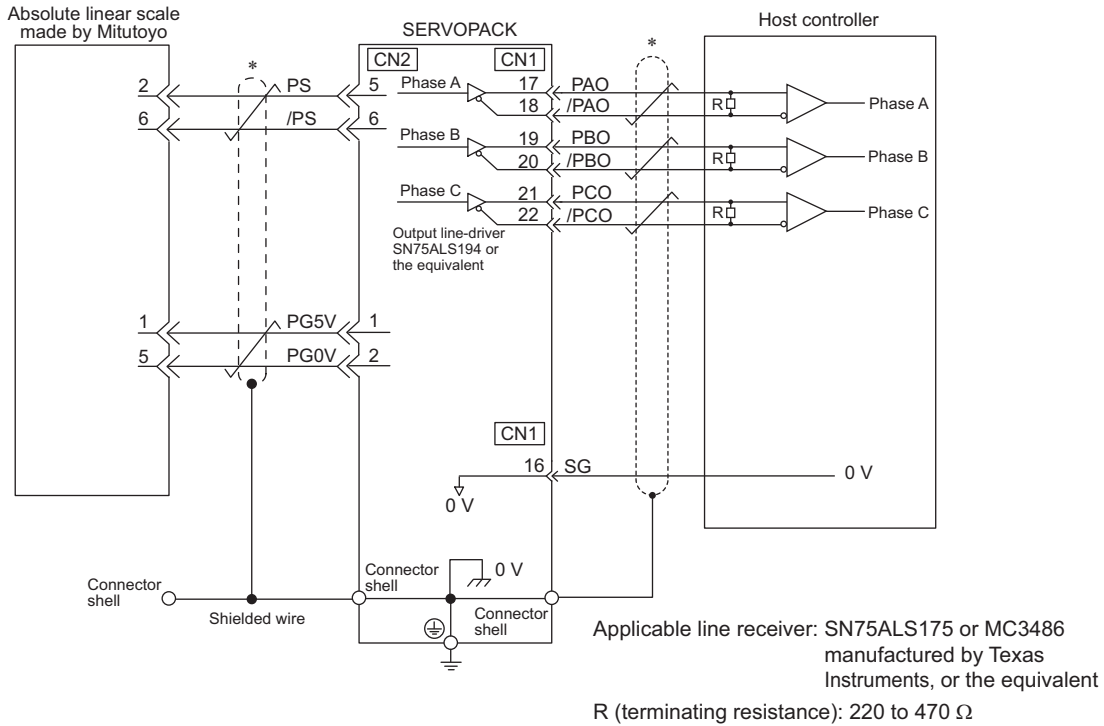 Absolute linear scale
made by Mitutoyo
SERVOPACK
Host controller
*
*
CN2
CN1
2
PS
5
Phase A
17
PAO
R
Phase A
18
/PAO
6
/PS
6
Phase B
19
PBO
R
Phase B
20
/PBO
Phase C
21
PCO
R
Phase C
22
/PCO
Output line-driver
SN75ALS194 or
the equivalent
1
PG5V
1
5
PG0V
2
CN1
16
SG
0 V
0 V
0 V
Connector
shell
Connector
shell
Shielded wire
Connector
shell
Applicable line receiver: SN75ALS175 or MC3486
manufactured by Texas
Instruments, or the equivalent
R (terminating resistance): 220 to 470 Ω